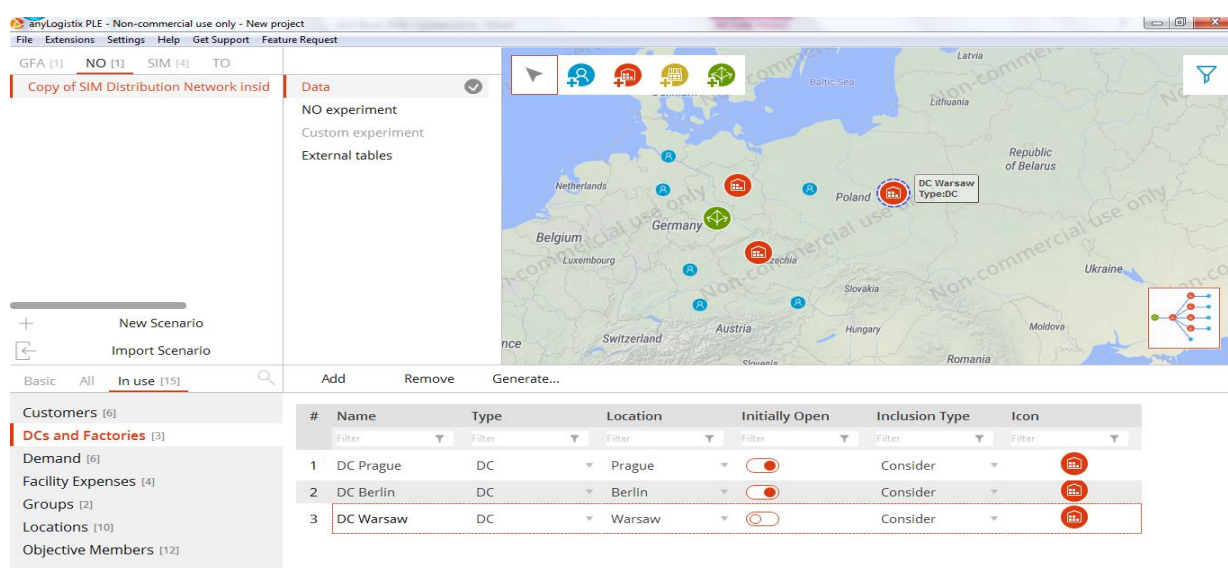 anyLogistix PLE - Non-commercial use only - New project
File Extensions Settings Help Get Support Feature Request
GFA [1] NO [1] SIM [4] TO
Copy of SIM Distribution Network insid
Data
NO experiment
Custom experiment
External tables
Latvia
Baltic Sea
Lithuania
Republic
of Belarus
Netherlands
Poland
DC Warsaw
Type:DC
Germany
Belgium
Luxembourg
Czechia
Ukraine
Slovakia
Austria
Hungary
Moldova
Switzerland
Romania
Slovenia
Non-commercial use only
New Scenario
Import Scenario
Basic All In use [15]
Add Remove Generate...
Customers [6]
DCs and Factories [3]
Demand [6]
Facility Expenses [4]
Groups [2]
Locations [10]
Objective Members [12]
# Name Type Location Initially Open Inclusion Type Icon
Filter Filter Filter Filter Filter Filter
1 DC Prague DC Prague Consider
2 DC Berlin DC Berlin Consider
3 DC Warsaw DC Warsaw Consider